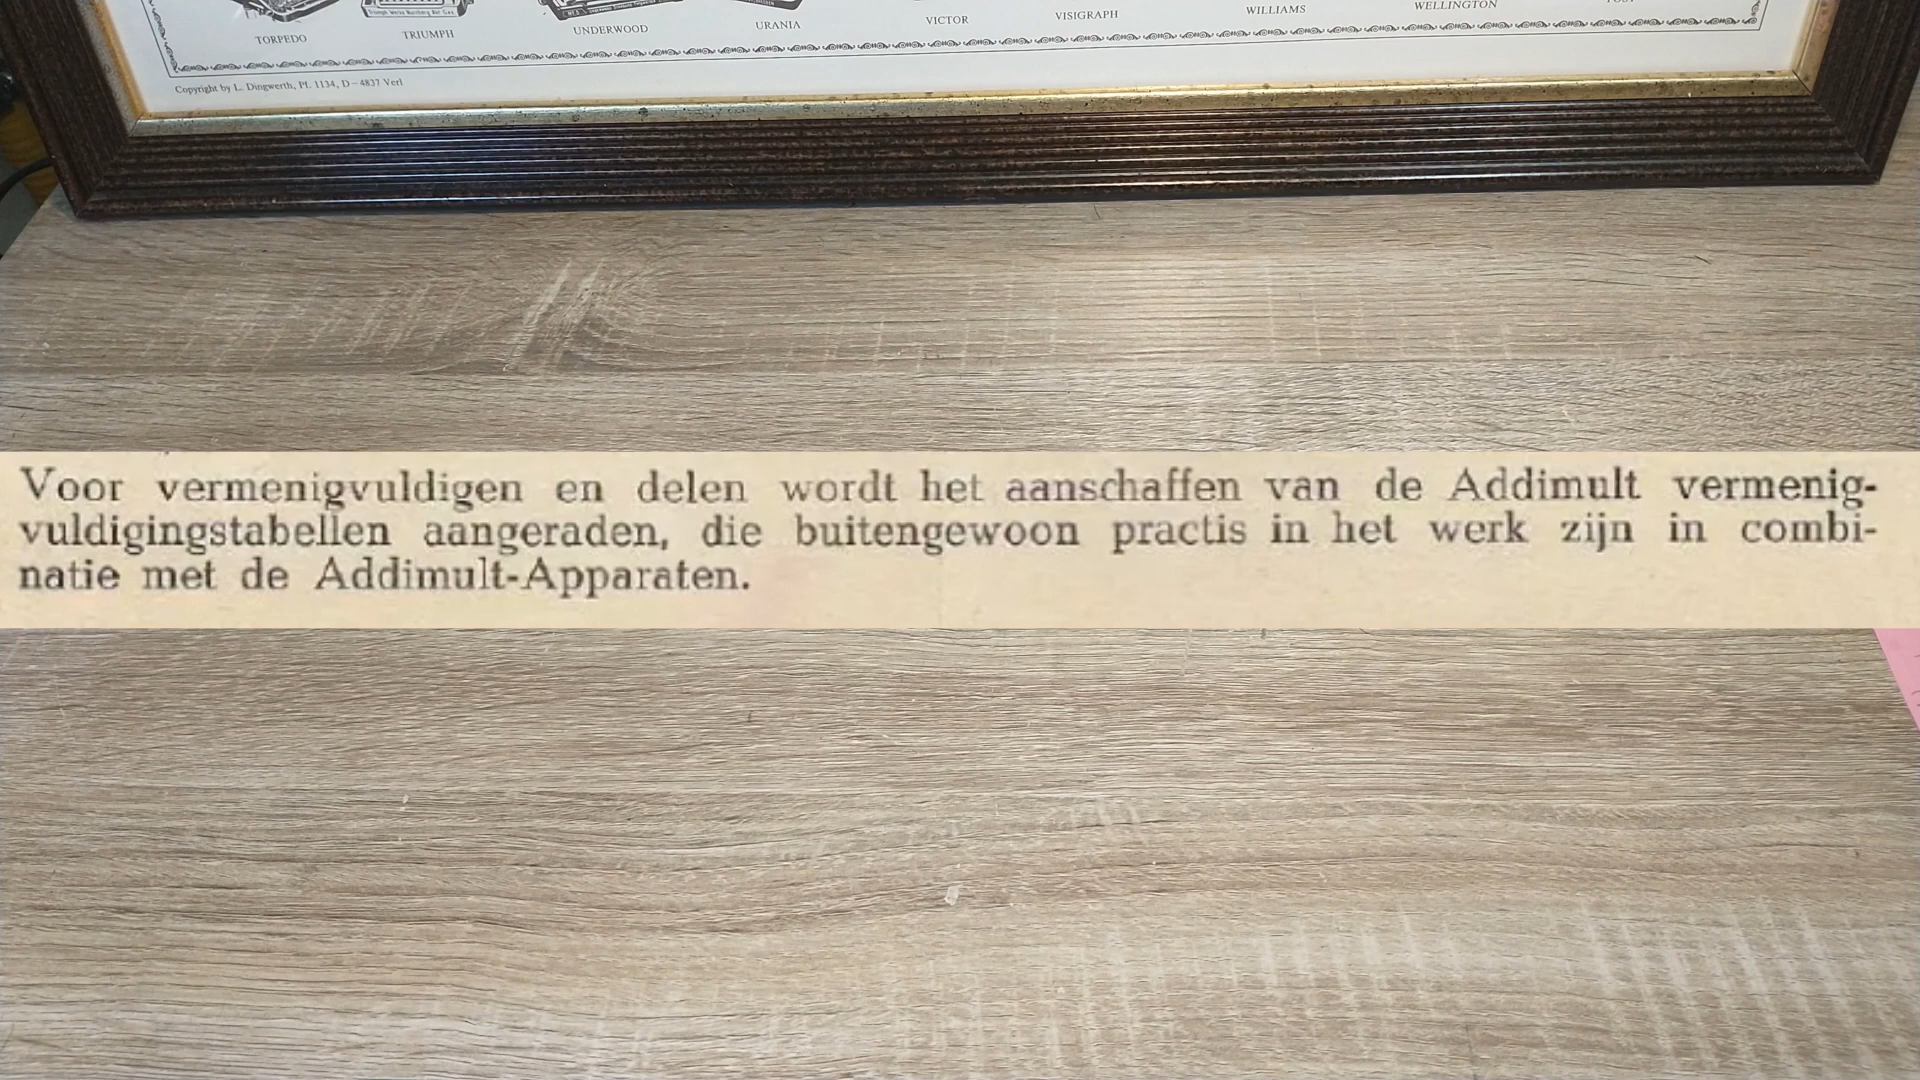 TORPEDO
TRIUMPH
UNDERWOOD
URANIA
VICTOR
VISIGRAPH
WILLIAMS
WELLINGTON
Copyright by L. Dingwerth, Pf. 1134, D – 4837 Verl
Voor vermenigvuldigen en delen wordt het aanschaffen van de Addimult vermenig-
vuldigingstabellen aangeraden, die buitengewoon practis in het werk zijn in combi-
natie met de Addimult-Apparaten.